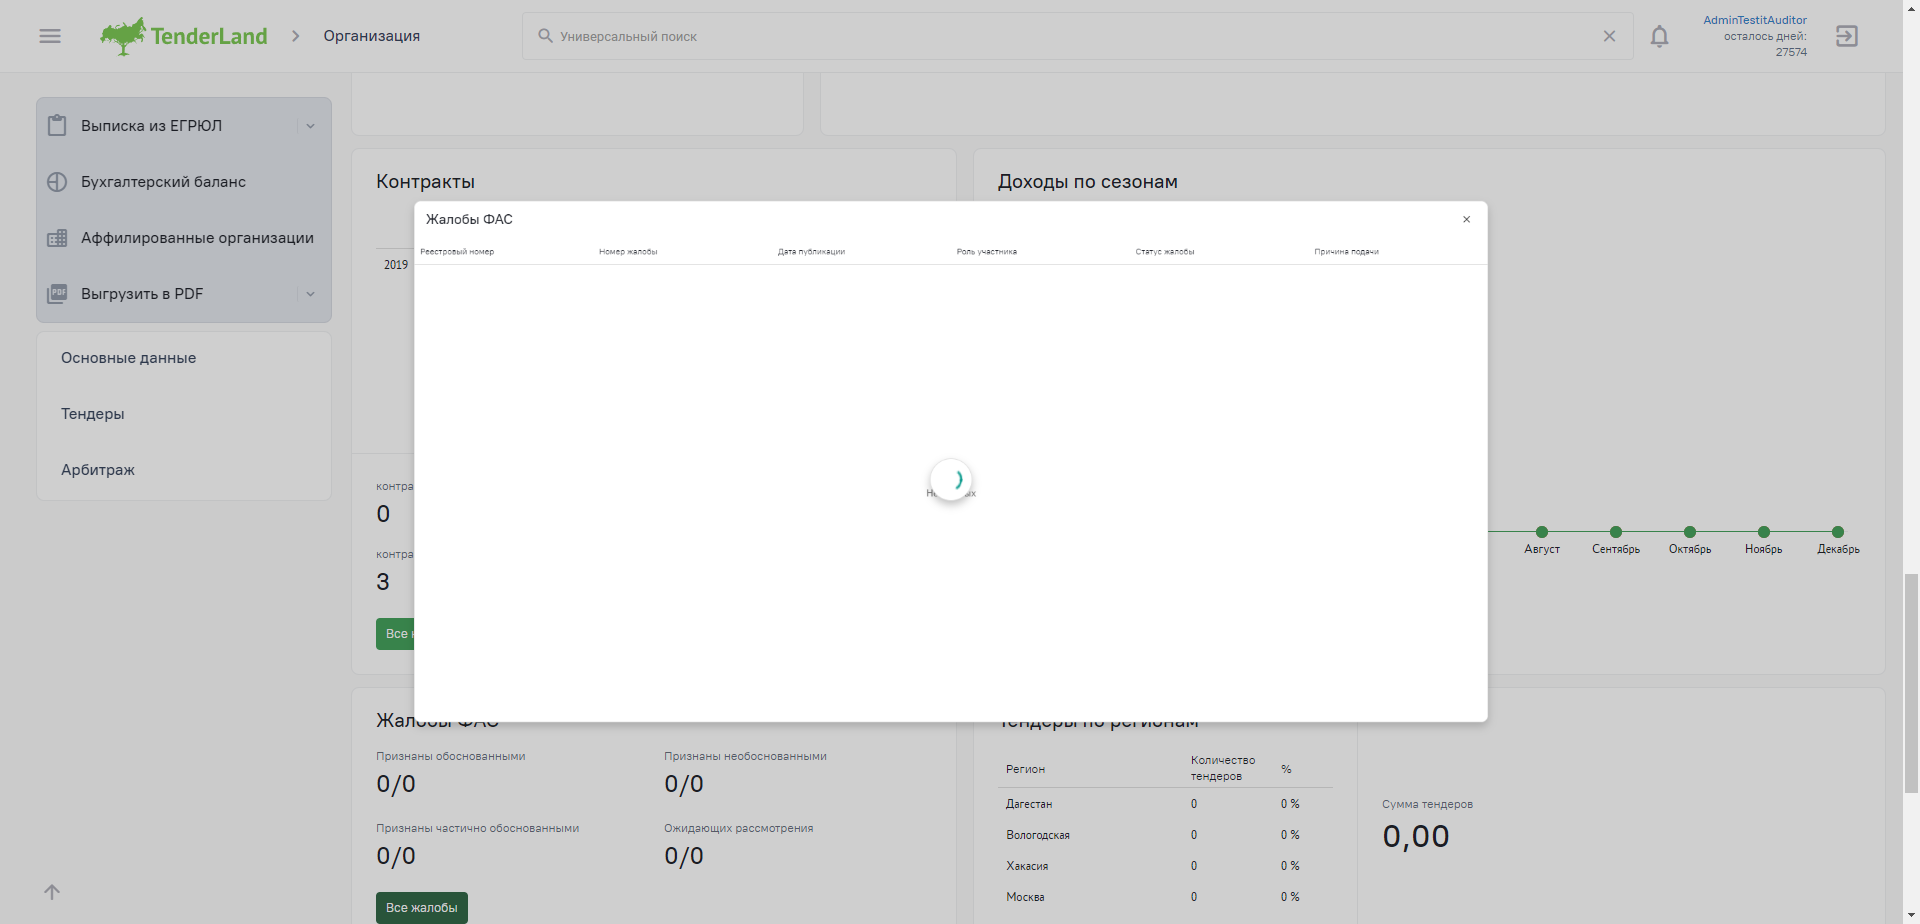 TenderLand
Организация
Универсальный поиск
AdminTestitAuditor
осталось дней:
27574
Выписка из ЕГРЮЛ
Бухгалтерский баланс
Аффилированные организации
PDF
Выгрузить в PDF
Основные данные
Тендеры
Арбитраж
Контракты
Доходы по сезонам
2019
Жалобы ФАС
Реестровый номер
Номер жалобы
Дата публикации
Роль участника
Статус жалобы
Причина подачи
контра
0
контра
3
Все
Август
Сентябрь
Октябрь
Ноябрь
Декабрь
Жалобы ФАС
Признаны обоснованными
0/0
Признаны необоснованными
0/0
Признаны частично обоснованными
0/0
Ожидающих рассмотрения
0/0
Все жалобы
Тендеры по регионам
Регион
Количество
тендеров
%
Дагестан 0 0 %
Вологодская 0 0 %
Хакасия 0 0 %
Москва 0 0 %
Сумма тендеров
0,00